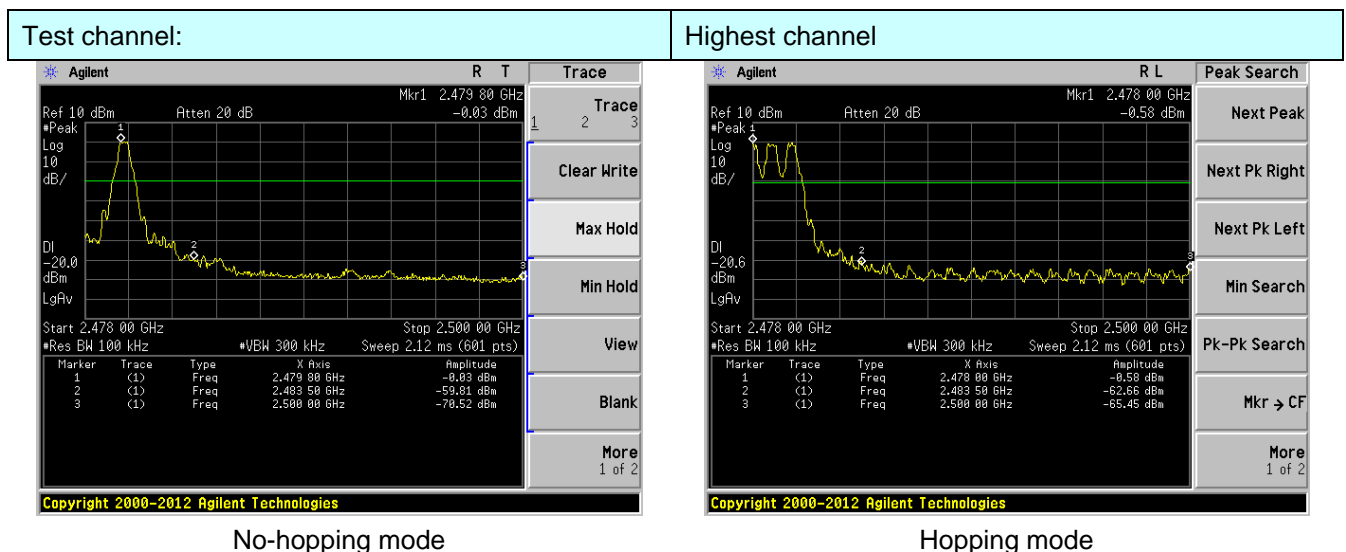 Test channel:
Highest channel
Agilent
R T
Trace
Mkr1 2.479 80 GHz
Ref 10 dBm
Atten 20 dB
-0.03 dBm
#Peak
1
Log
10
dB/
2
DI
-20.0
dBm
LgAv
3
Start 2.478 00 GHz
Stop 2.500 00 GHz
#Res BW 100 kHz
#VBW 300 kHz
Sweep 2.12 ms (601 pts)
Marker Trace Type X Axis Amplitude
1 (1) Freq 2.479 80 GHz -0.03 dBm
2 (1) Freq 2.483 50 GHz -59.81 dBm
3 (1) Freq 2.500 00 GHz -70.52 dBm
Trace
1 2 3
Clear Write
Max Hold
Min Hold
View
Blank
More
1 of 2
Copyright 2000-2012 Agilent Technologies
No-hopping mode
Agilent
R L
Peak Search
Mkr1 2.478 00 GHz
Ref 10 dBm
Atten 20 dB
-0.58 dBm
#Peak
1
Log
10
dB/
2
DI
-20.6
dBm
LgAv
3
Start 2.478 00 GHz
Stop 2.500 00 GHz
#Res BW 100 kHz
#VBW 300 kHz
Sweep 2.12 ms (601 pts)
Marker Trace Type X Axis Amplitude
1 (1) Freq 2.478 00 GHz -0.58 dBm
2 (1) Freq 2.483 50 GHz -62.66 dBm
3 (1) Freq 2.500 00 GHz -65.45 dBm
Next Peak
Next Pk Right
Next Pk Left
Min Search
Pk-Pk Search
Mkr → CF
More
1 of 2
Copyright 2000-2012 Agilent Technologies
Hopping mode